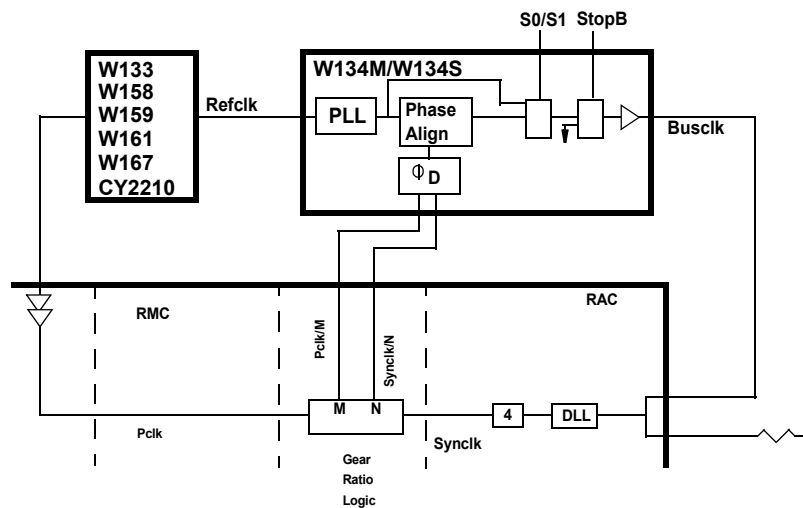 S0/S1 StopB
W133
W158
W159
W161
W167
CY2210
Refclk
W134M/W134S
PLL
Phase
Align
Φ D
Busclk
RMC
RAC
Pclk/M
Synclk/N
M N
4
DLL
Pclk
Synclk
Gear
Ratio
Logic